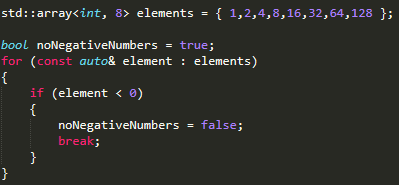 std::array<int, 8> elements = { 1,2,4,8,16,32,64,128 };

bool noNegativeNumbers = true;
for (const auto& element : elements)
{
    if (element < 0)
    {
        noNegativeNumbers = false;
        break;
    }
}